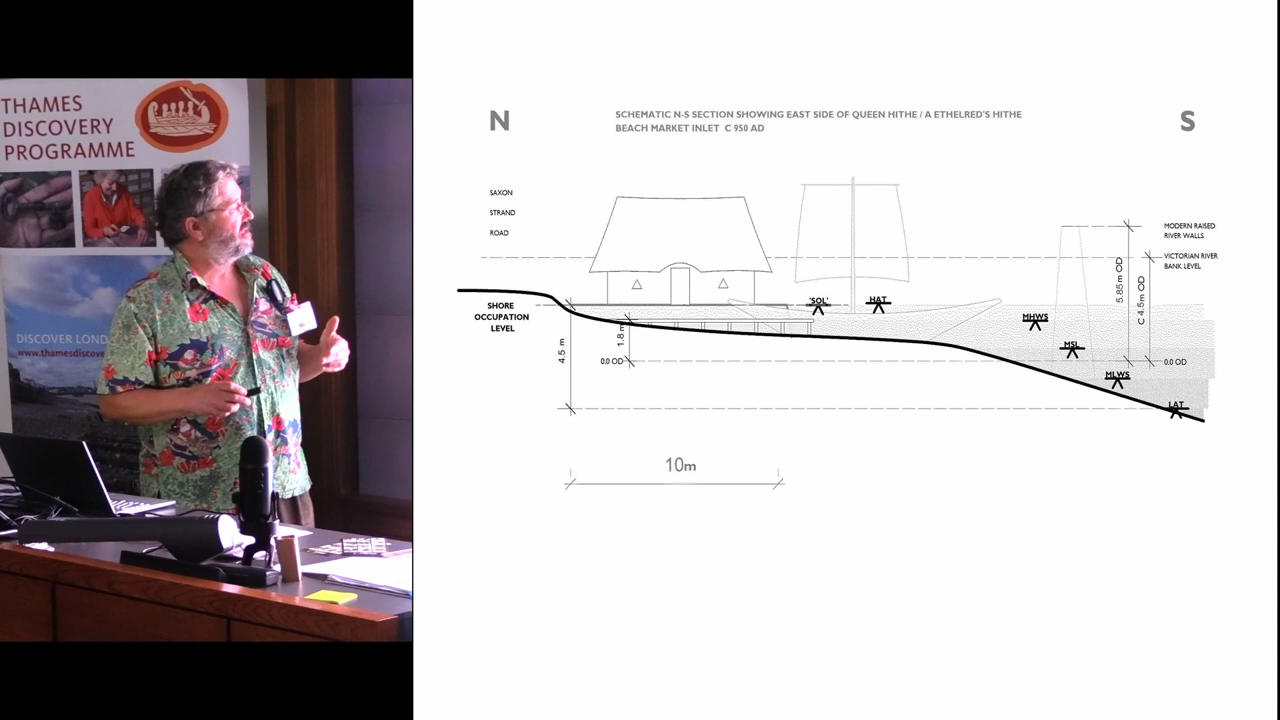 THAMES
DISCOVERY
PROGRAMME
DISCOVER LOND
www.thamesdiscove
N
SCHEMATIC N-S SECTION SHOWING EAST SIDE OF QUEEN HITHE / A ETHELRED'S HITHE
BEACH MARKET INLET C 950 AD
S
SAXON
STRAND
ROAD
MODERN RAISED
RIVER WALLS
VICTORIAN RIVER
BANK LEVEL
5.85m OD
C 4.5m OD
SHORE
OCCUPATION
LEVEL
'SOL'
HAT
MHWS
MSL
MLWS
LAT
4.5 m
1.8 m
0.0 OD
0.0 OD
10m